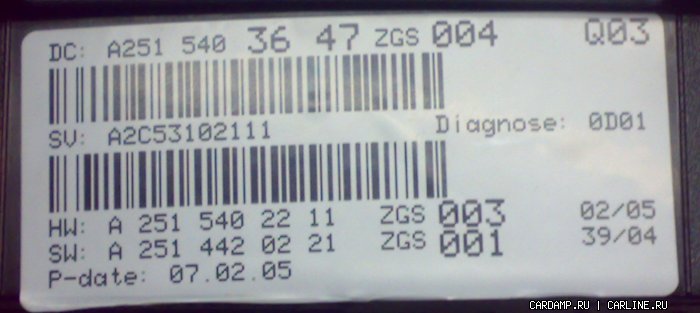 DC: A251 540 36 47 ZGS 004 Q03
SV: A2C53102111 Diagnose: 0D01
HW: A 251 540 22 11 ZGS 003 02/05
SW: A 251 442 02 21 ZGS 001 39/04
P-date: 07.02.05
CARDAMP.RU | CARLINE.RU